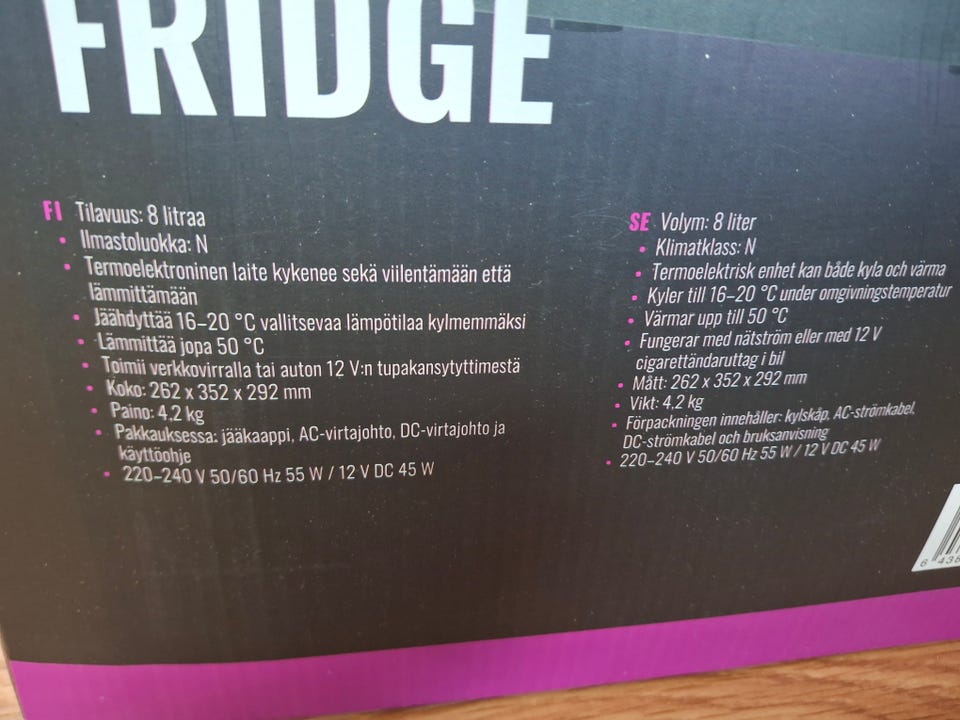 FRIDGE
FI Tilavuus: 8 litraa
• Ilmastoluokka: N
• Termoelektroninen laite kykenee sekä viilentämään että
lämmittämään
• Jäähdyttää 16–20 °C vallitsevaa lämpötilaa kylmemmäksi
• Lämmittää jopa 50 °C
• Toimii verkkovirralla tai auton 12 V:n tupakansytyttimestä
• Koko: 262 x 352 x 292 mm
• Paino: 4,2 kg
• Pakkauksessa: jääkaappi, AC-virtajohto, DC-virtajohto ja
käyttöohje
• 220–240 V 50/60 Hz 55 W / 12 V DC 45 W
SE Volym: 8 liter
• Klimatklass: N
• Termoelektrisk enhet kan både kyla och värma
• Kyler till 16–20 °C under omgivningstemperatur
• Värmar upp till 50 °C
• Fungerar med nätström eller med 12 V
cigarettändaruttag i bil
• Mått: 262 x 352 x 292 mm
• Vikt: 4,2 kg
• Förpackningen innehåller: kylskåp, AC-strömkabel,
DC-strömkabel och bruksanvisning
• 220–240 V 50/60 Hz 55 W / 12 V DC 45 W